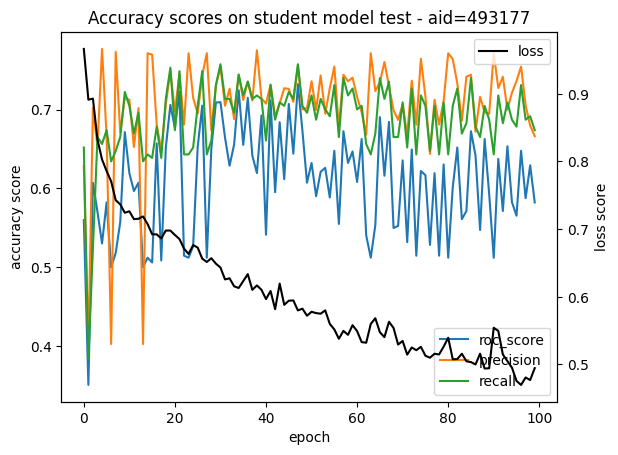 Accuracy scores on student model test - aid=493177
loss
0.9
0.8
0.7
0.6
0.5
loss score
0.7
0.6
0.5
0.4
accuracy score
roc_score
precision
recall
0
20
40
60
80
100
epoch